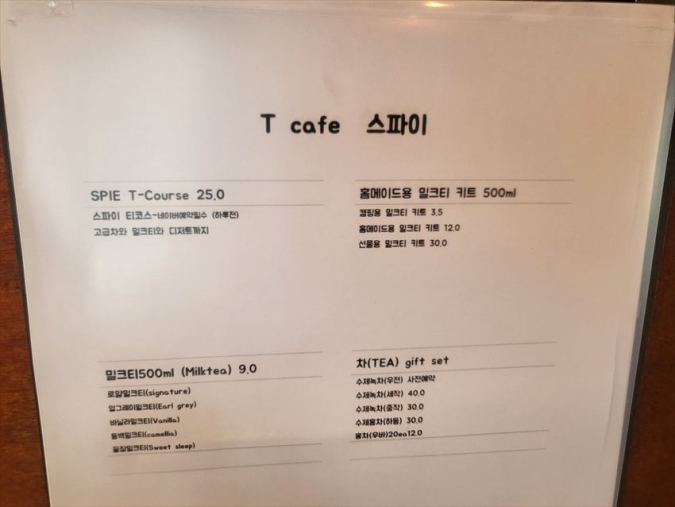 T cafe 스파이
SPIE T-Course 25.0
스파이 티코스-네이버예약필수 (하루전)
고급차와 밀크티와 디저트까지
홈메이드용 밀크티 키트 500ml
캠핑용 밀크티 키트 3.5
홈메이드용 밀크티 키트 12.0
선물용 밀크티 키트 30.0
밀크티500ml (Milktea) 9.0
로얄밀크티(signature)
얼그레이밀크티(Earl grey)
바닐라밀크티(Vanilla)
동백밀크티(camellia)
꿀잠밀크티(Sweet sleep)
차(TEA) gift set
수제녹차(우전) 사전예약
수제녹차(세작) 40.0
수제녹차(중작) 30.0
수제홍차(하동) 30.0
홍차(우바)20ea12.0